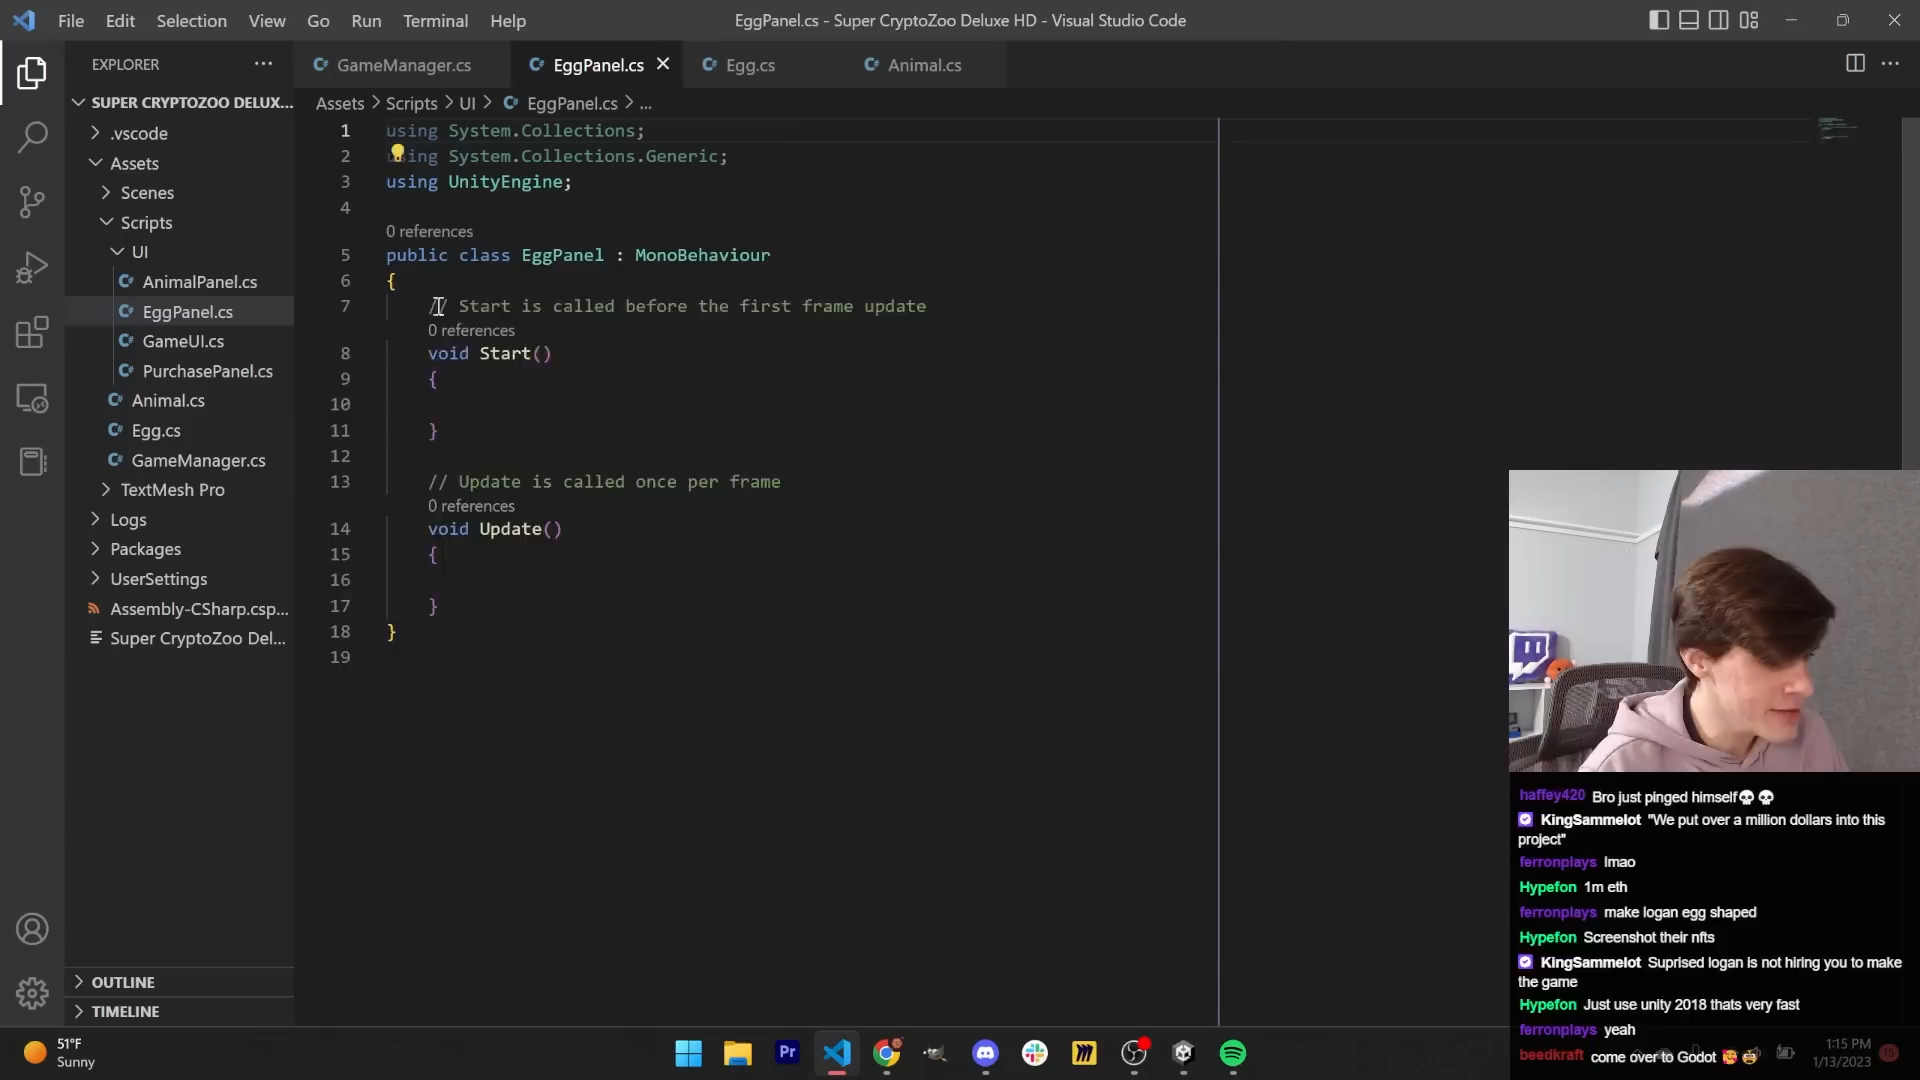 File Edit Selection View Go Run Terminal Help
EggPanel.cs - Super CryptoZoo Deluxe HD - Visual Studio Code
EXPLORER
SUPER CRYPTOZOO DELUX...
.vscode
Assets
Scenes
Scripts
UI
AnimalPanel.cs
EggPanel.cs
GameUI.cs
PurchasePanel.cs
Animal.cs
Egg.cs
GameManager.cs
TextMesh Pro
Logs
Packages
UserSettings
Assembly-CSharp.csp...
Super CryptoZoo Del...
OUTLINE
TIMELINE
GameManager.cs EggPanel.cs Egg.cs Animal.cs
Assets > Scripts > UI > EggPanel.cs > ...
1 using System.Collections;
2 using System.Collections.Generic;
3 using UnityEngine;
4
0 references
5 public class EggPanel : MonoBehaviour
6 {
7 // Start is called before the first frame update
0 references
8 void Start()
9 {
10
11 }
12
13 // Update is called once per frame
0 references
14 void Update()
15 {
16
17 }
18 }
19
haffey420 Bro just pinged himself💀💀
KingSammelot "We put over a million dollars into this
project"
ferronplays lmao
Hypefon 1m eth
ferronplays make logan egg shaped
Hypefon Screenshot their nfts
KingSammelot Suprised logan is not hiring you to make
the game
Hypefon Just use unity 2018 thats very fast
ferronplays yeah
beedkraft come over to Godot
51°F
Sunny
Pr
1:15 PM
1/13/2023
15